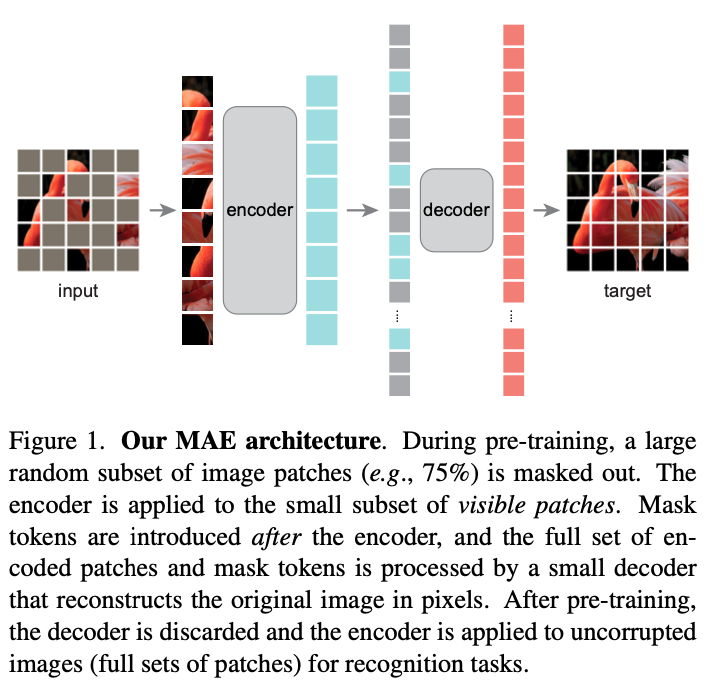 input
encoder
decoder
target
Figure 1. Our MAE architecture. During pre-training, a large
random subset of image patches (e.g., 75%) is masked out. The
encoder is applied to the small subset of visible patches. Mask
tokens are introduced after the encoder, and the full set of en-
coded patches and mask tokens is processed by a small decoder
that reconstructs the original image in pixels. After pre-training,
the decoder is discarded and the encoder is applied to uncorrupted
images (full sets of patches) for recognition tasks.